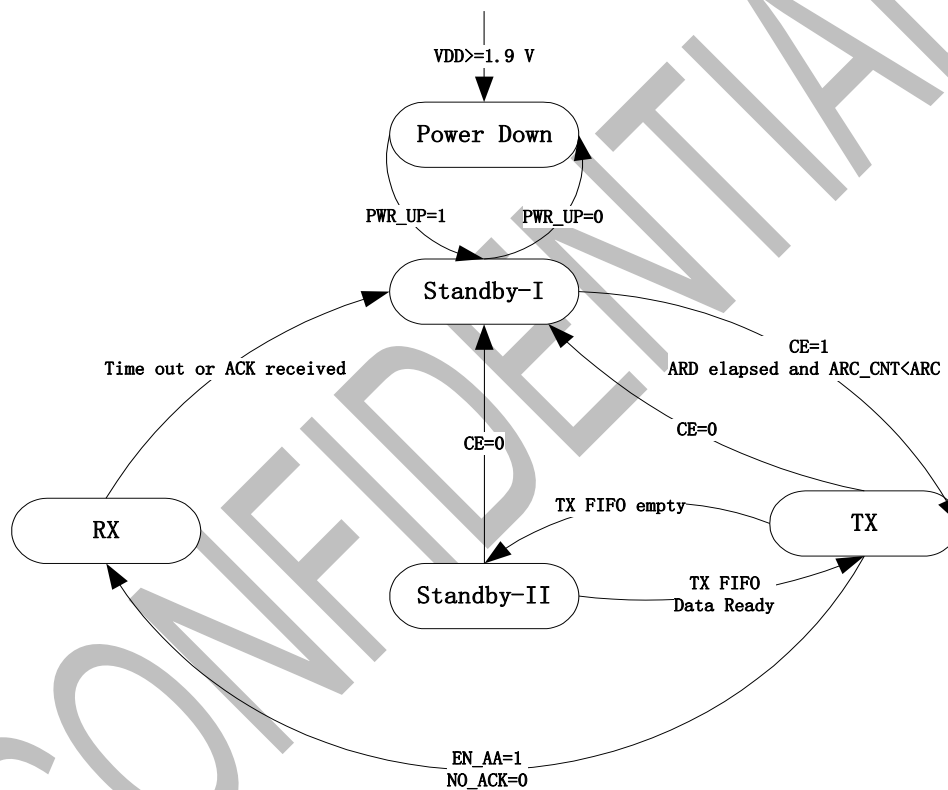 VDD>=1.9 V
Power Down
PWR_UP=1
PWR_UP=0
Standby-I
CE=1
ARD elapsed and ARC_CNT<ARC
Time out or ACK received
CE=0
CE=0
TX FIFO empty
RX
TX
Standby-II
TX FIFO
Data Ready
EN_AA=1
NO_ACK=0
CONFIDENTIAL